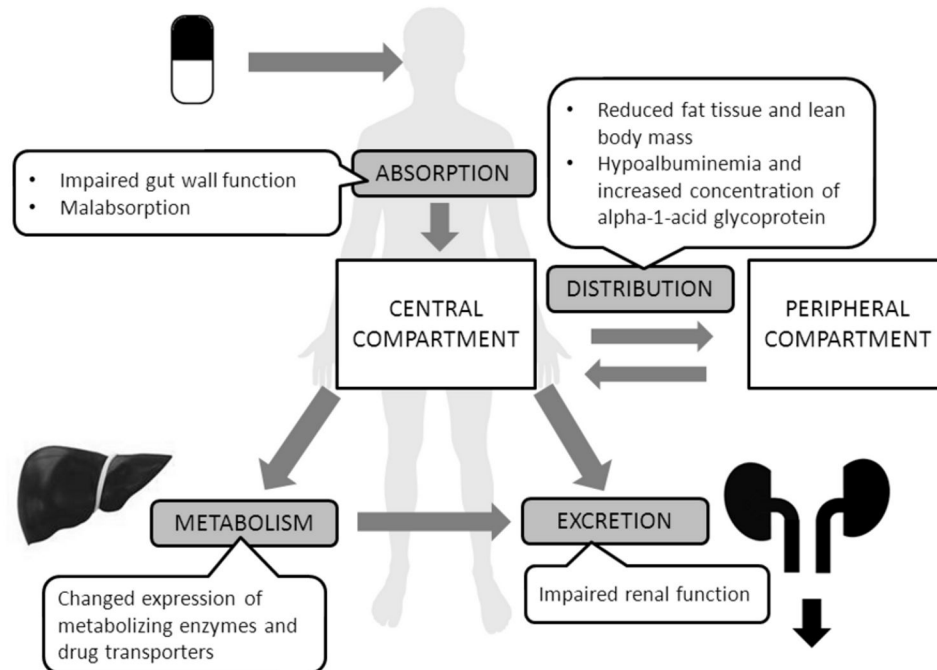 • Reduced fat tissue and lean
body mass
• Hypoalbuminemia and
increased concentration of
alpha-1-acid glycoprotein
• Impaired gut wall function
• Malabsorption
ABSORPTION
DISTRIBUTION
CENTRAL
COMPARTMENT
PERIPHERAL
COMPARTMENT
METABOLISM
EXCRETION
Changed expression of
metabolizing enzymes and
drug transporters
Impaired renal function